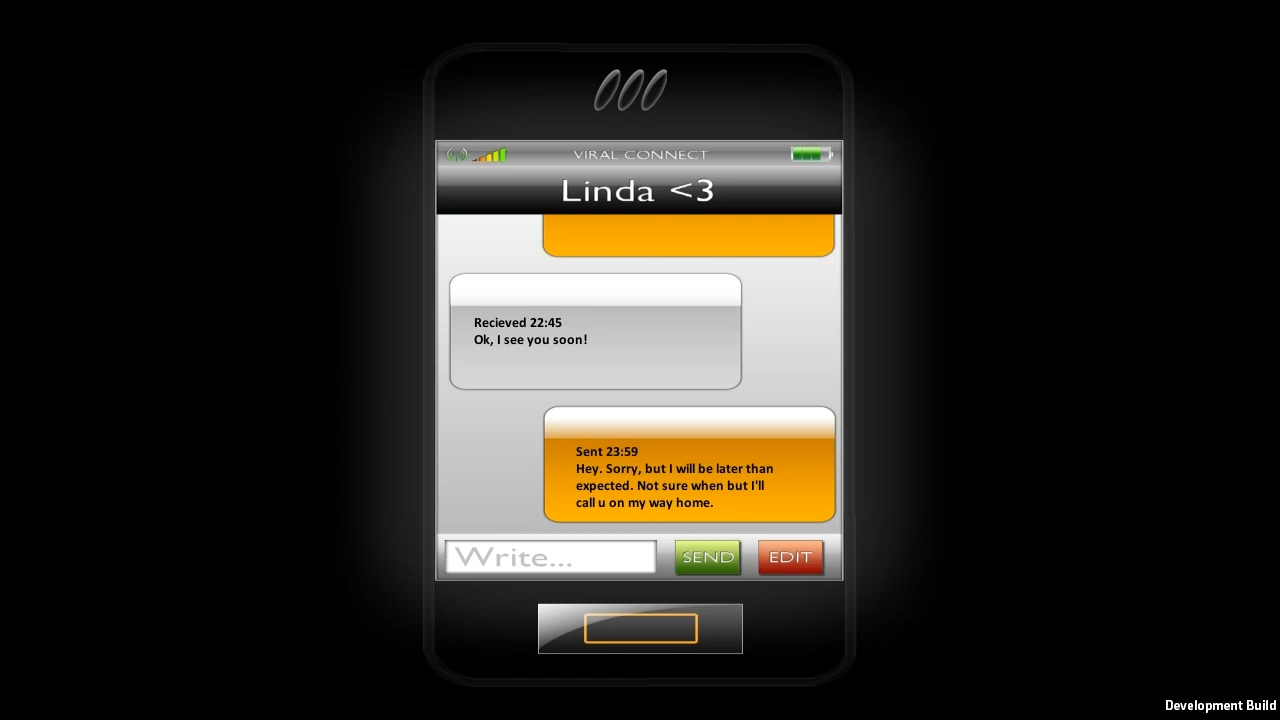 VIRAL CONNECT
Linda <3
Recieved 22:45
Ok, I see you soon!
Sent 23:59
Hey. Sorry, but I will be later than
expected. Not sure when but I'll
call u on my way home.
Write...
SEND
EDIT
Development Build